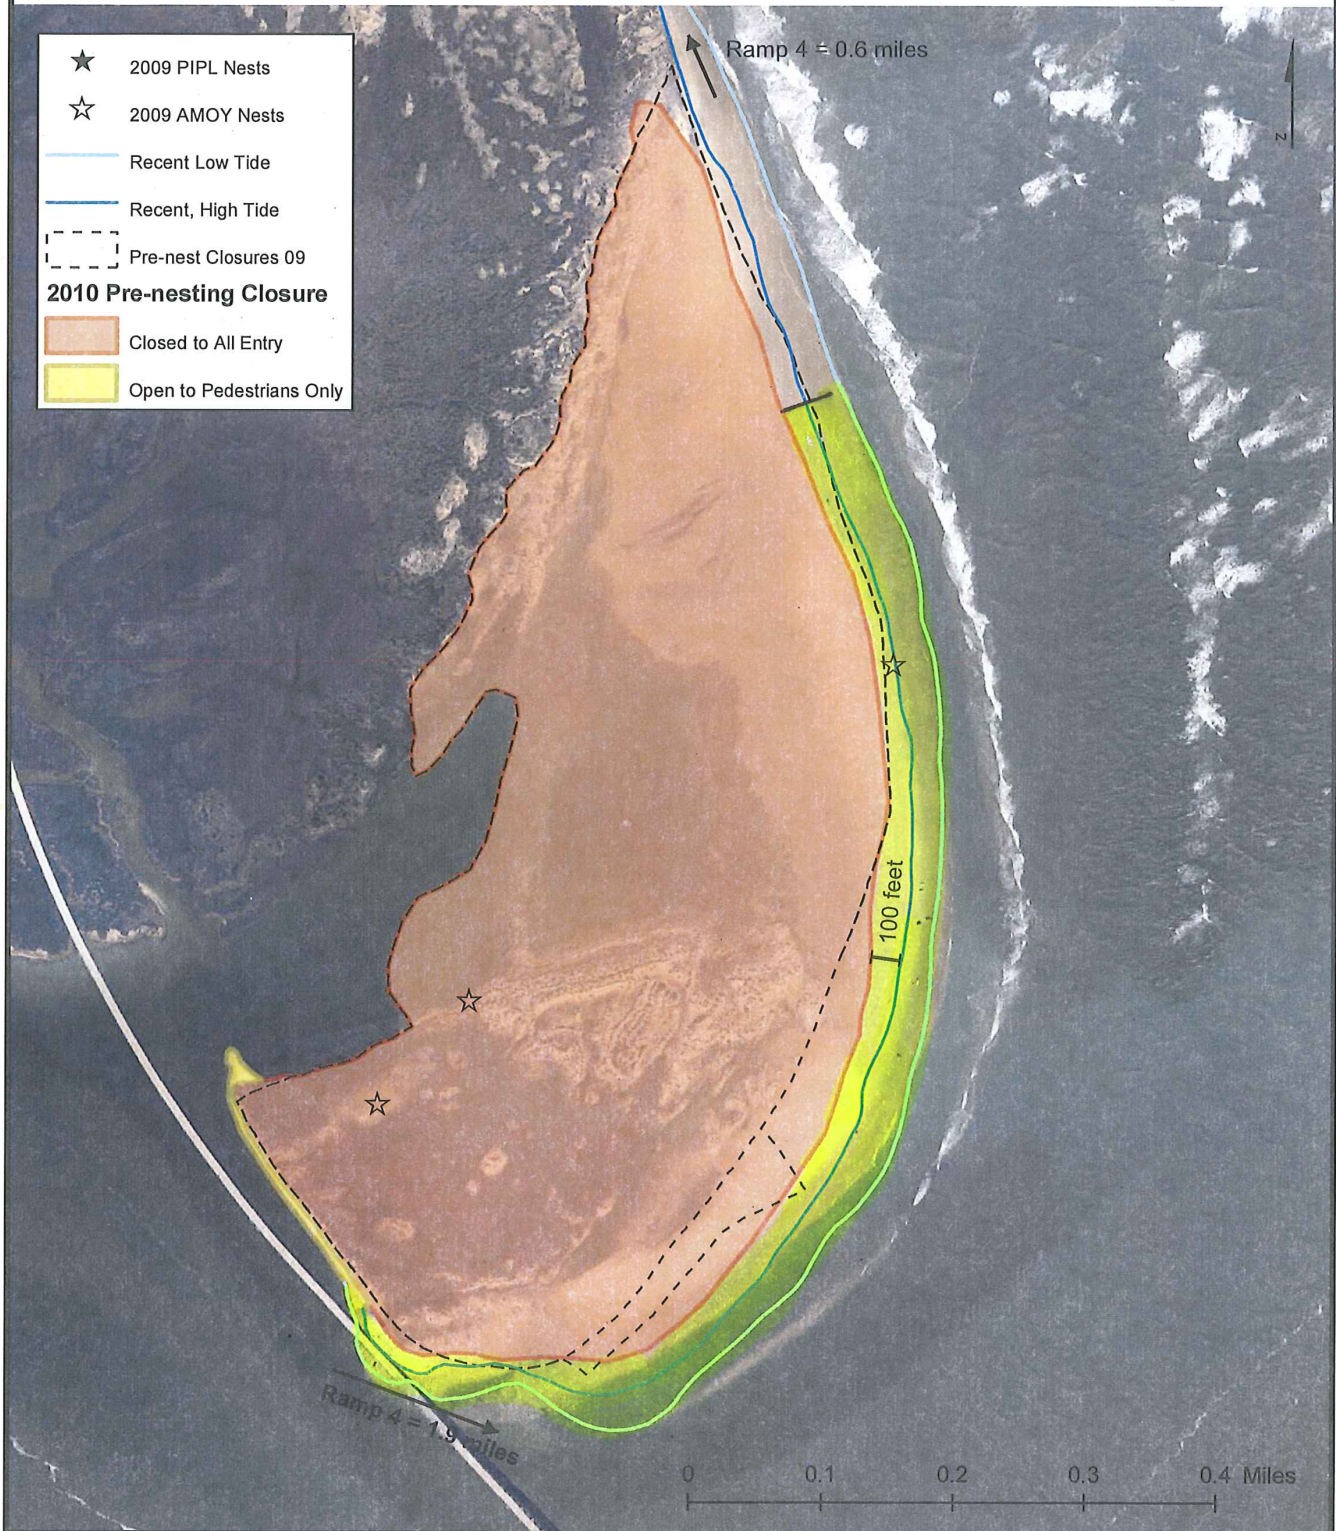 2009 PIPL Nests
2009 AMOY Nests
Recent Low Tide
Recent, High Tide
Pre-nest Closures 09
2010 Pre-nesting Closure
Closed to All Entry
Open to Pedestrians Only
Ramp 4 = 0.6 miles
N
100 feet
Ramp 4 = 1.9 miles
0 0.1 0.2 0.3 0.4 Miles